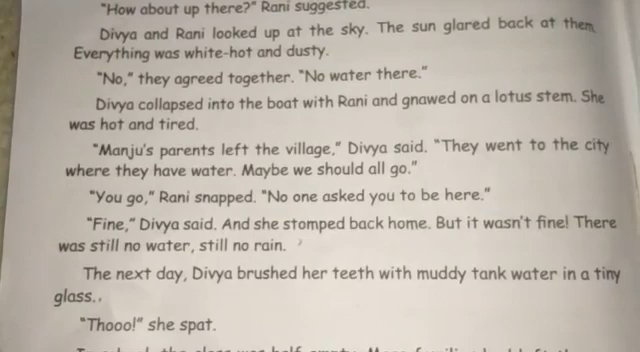 "How about up there?" Rani suggested.
Divya and Rani looked up at the sky. The sun glared back at them.
Everything was white-hot and dusty.
"No," they agreed together. "No water there."
Divya collapsed into the boat with Rani and gnawed on a lotus stem. She
was hot and tired.
"Manju's parents left the village," Divya said. "They went to the city
where they have water. Maybe we should all go."
"You go," Rani snapped. "No one asked you to be here."
"Fine," Divya said. And she stomped back home. But it wasn't fine! There
was still no water, still no rain.
The next day, Divya brushed her teeth with muddy tank water in a tiny
glass.
"Thooo!" she spat.